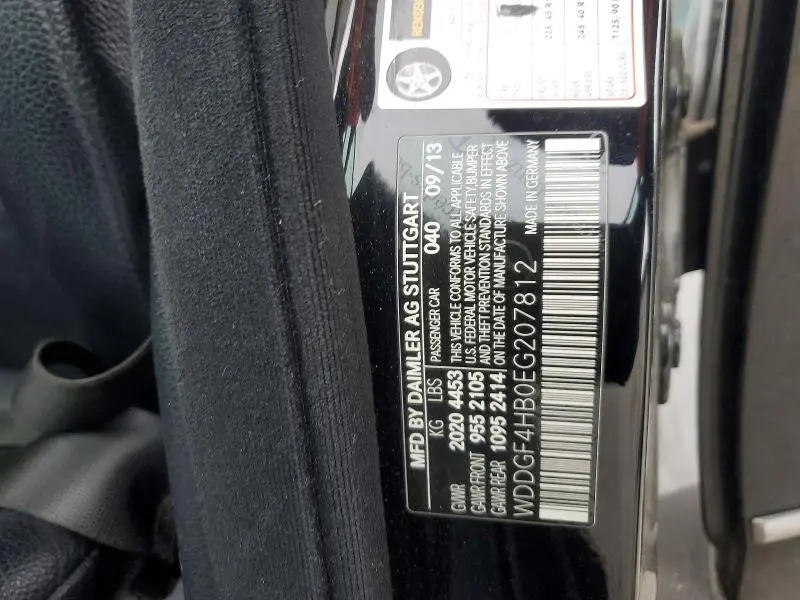 MFD BY DAIMLER AG STUTTGART
KG LBS PASSENGER CAR 040 09/13
GVWR 2020 4453
GAWR FRONT 955 2105
GAWR REAR 1095 2414
THIS VEHICLE CONFORMS TO ALL APPLICABLE
U.S. FEDERAL MOTOR VEHICLE SAFETY BUMPER
AND THEFT PREVENTION STANDARDS IN EFFECT
ON THE DATE OF MANUFACTURE SHOWN ABOVE
WDDGF4HB0EG207812 MADE IN GERMANY